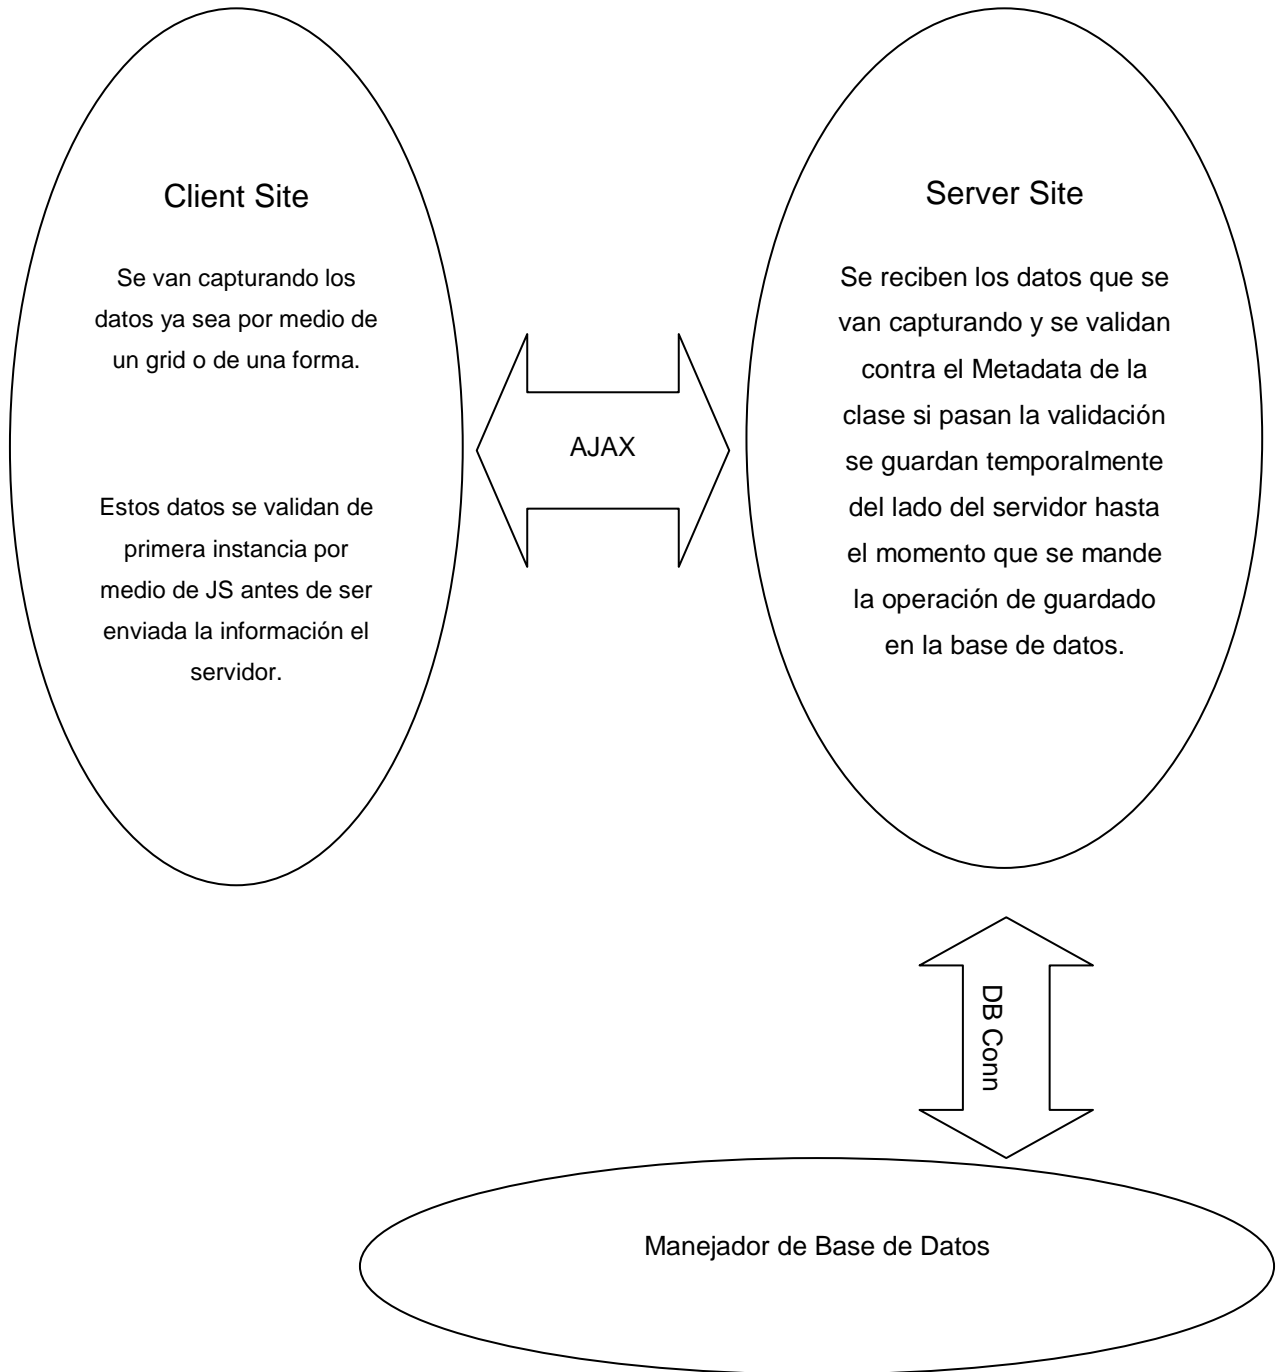 Client Site
Se van capturando los
datos ya sea por medio de
un grid o de una forma.
Estos datos se validan de
primera instancia por
medio de JS antes de ser
enviada la información el
servidor.
AJAX
Server Site
Se reciben los datos que se
van capturando y se validan
contra el Metadata de la
clase si pasan la validación
se guardan temporalmente
del lado del servidor hasta
el momento que se mande
la operación de guardado
en la base de datos.
DB Conn
Manejador de Base de Datos